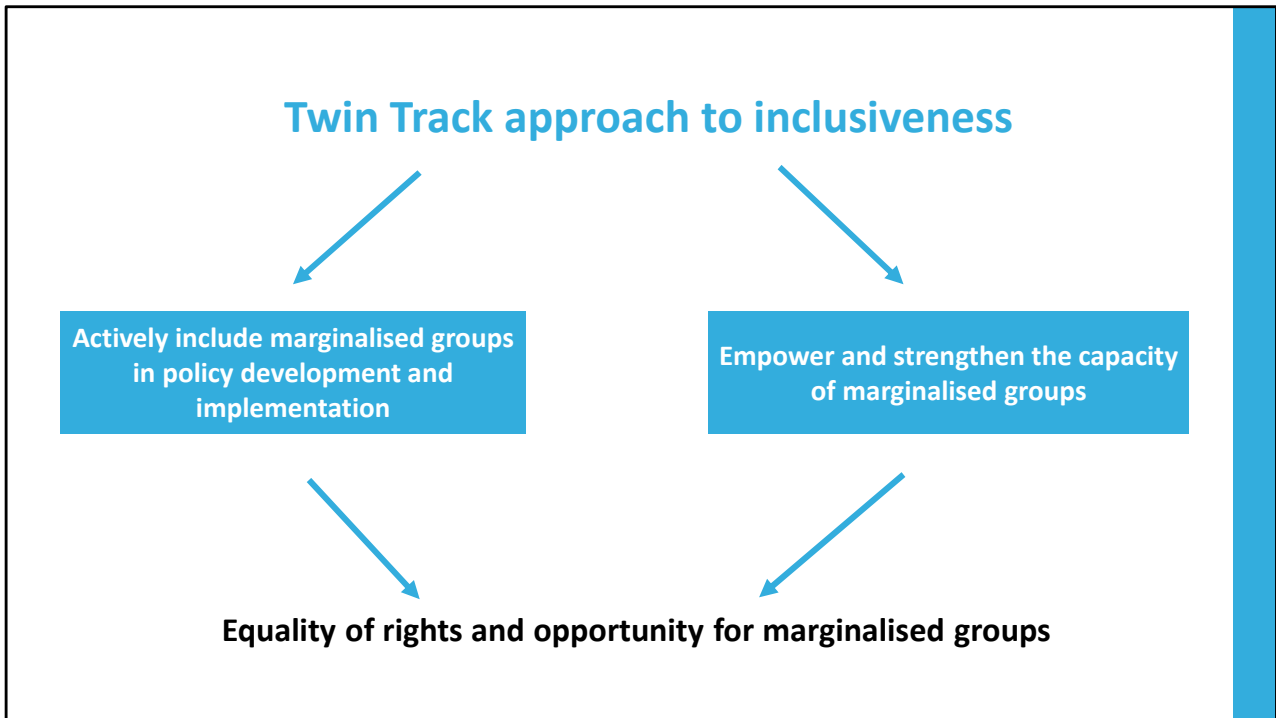 Twin Track approach to inclusiveness
Actively include marginalised groups
in policy development and
implementation
Empower and strengthen the capacity
of marginalised groups
Equality of rights and opportunity for marginalised groups